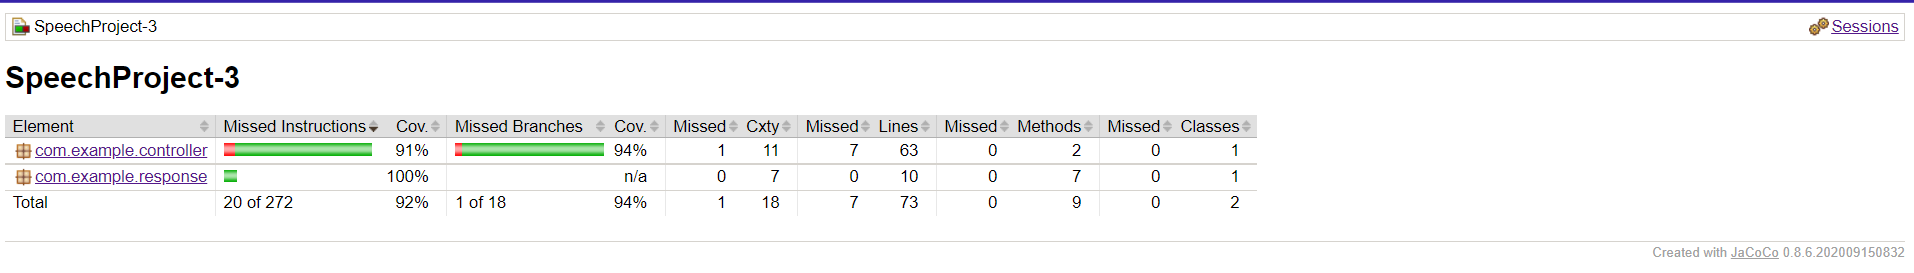 SpeechProject-3 Sessions
SpeechProject-3
Element Missed Instructions Cov. Missed Branches Cov. Missed Cxty Missed Lines Missed Methods Missed Classes
com.example.controller 91% 94% 1 11 7 63 0 2 0 1
com.example.response 100% n/a 0 7 0 10 0 7 0 1
Total 20 of 272 92% 1 of 18 94% 1 18 7 73 0 9 0 2
Created with JaCoCo 0.8.6.202009150832